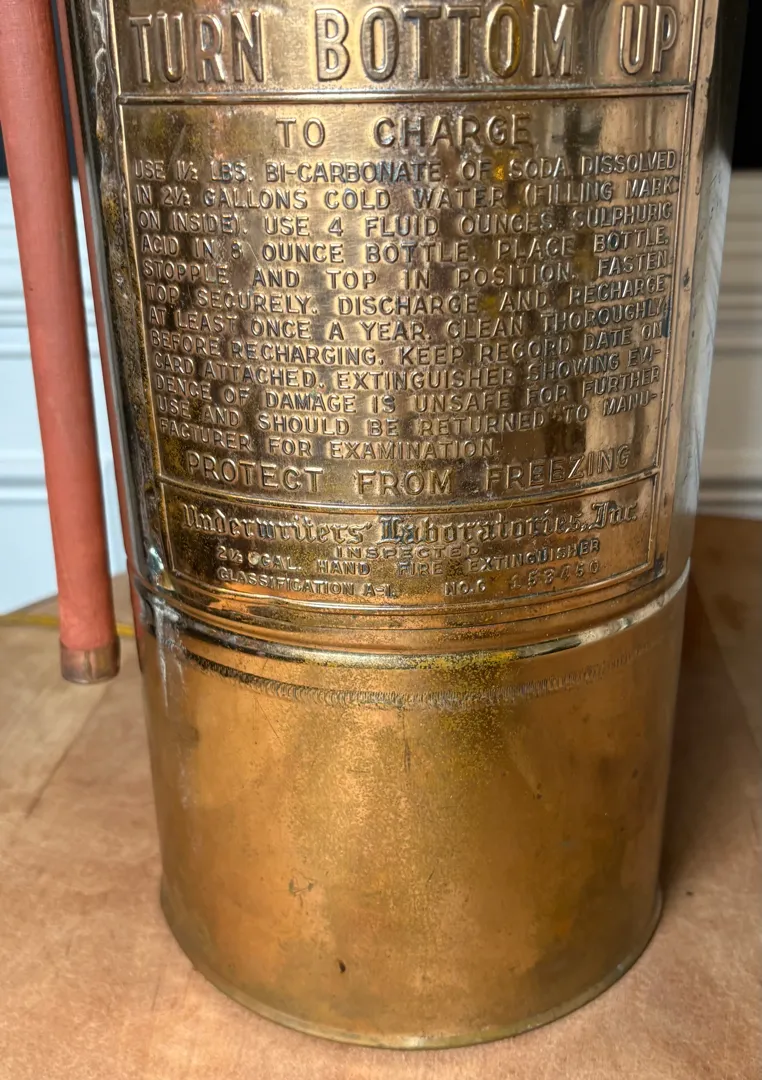 TURN BOTTOM UP
TO CHARGE
USE 1½ LBS. BI-CARBONATE OF SODA DISSOLVED
IN 2½ GALLONS COLD WATER (FILLING MARK
ON INSIDE). USE 4 FLUID OUNCES SULPHURIC
ACID IN 8 OUNCE BOTTLE. PLACE BOTTLE,
STOPPLE AND TOP IN POSITION. FASTEN
TOP SECURELY. DISCHARGE AND RECHARGE
AT LEAST ONCE A YEAR. CLEAN THOROUGHLY
BEFORE RECHARGING. KEEP RECORD DATE ON
CARD ATTACHED. EXTINGUISHER SHOWING EVI-
DENCE OF DAMAGE IS UNSAFE FOR FURTHER
USE AND SHOULD BE RETURNED TO MANU-
FACTURER FOR EXAMINATION.
PROTECT FROM FREEZING
Underwriters' Laboratories, Inc.
INSPECTED
2½ GAL. HAND FIRE EXTINGUISHER
CLASSIFICATION A-1. NO.